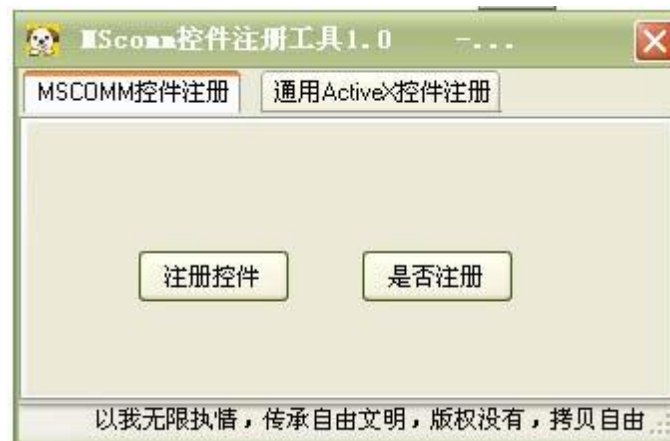 MScomm控件注册工具1.0 -...
MSCOMM控件注册 通用ActiveX控件注册
注册控件 是否注册
以我无限执情，传承自由文明，版权没有，拷贝自由